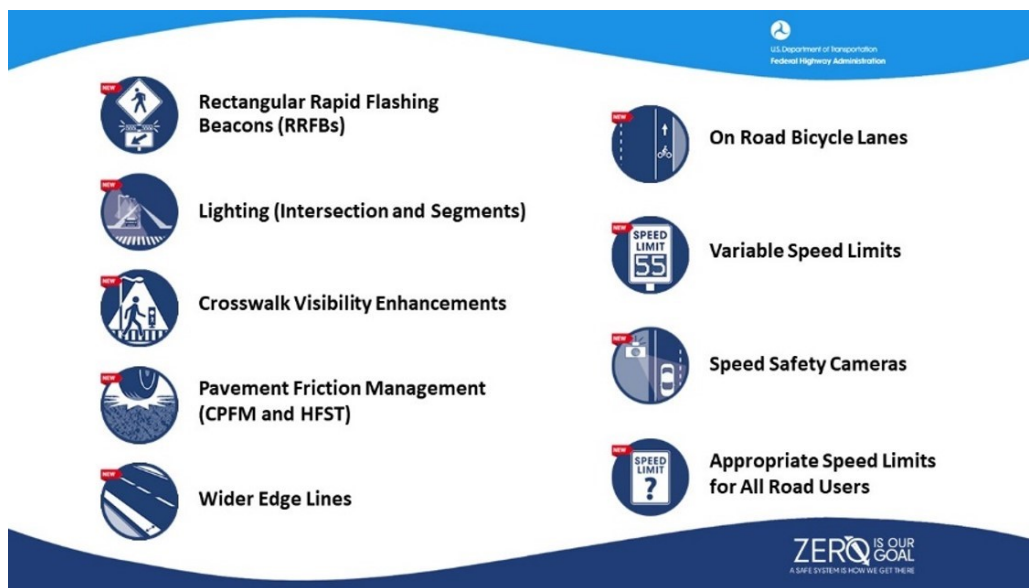 U.S. Department of Transportation
Federal Highway Administration
NEW
Rectangular Rapid Flashing
Beacons (RRFBs)
NEW
Lighting (Intersection and Segments)
NEW
Crosswalk Visibility Enhancements
NEW
Pavement Friction Management
(CPFM and HFST)
NEW
Wider Edge Lines
NEW
On Road Bicycle Lanes
NEW
SPEED
LIMIT
55
Variable Speed Limits
NEW
Speed Safety Cameras
NEW
SPEED
LIMIT
?
Appropriate Speed Limits
for All Road Users
ZERO IS OUR
GOAL
A SAFE SYSTEM IS HOW WE GET THERE